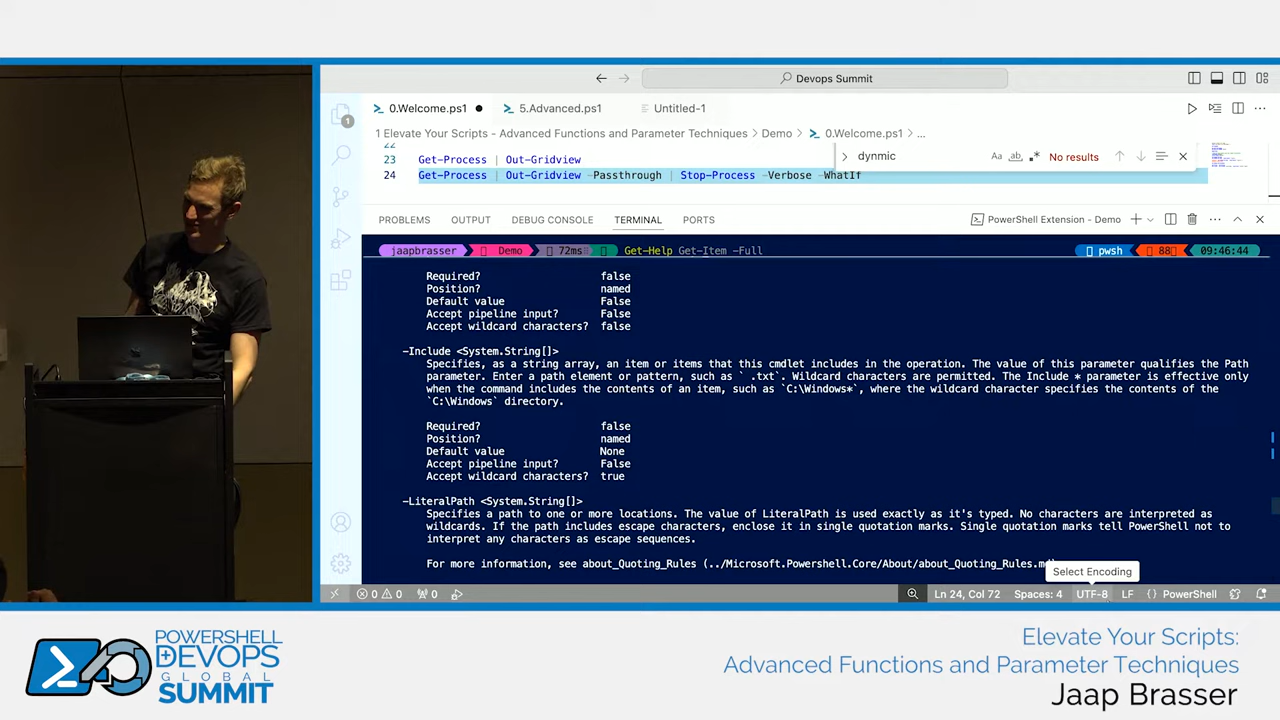 Devops Summit
0.Welcome.ps1
5.Advanced.ps1
Untitled-1
1 Elevate Your Scripts - Advanced Functions and Parameter Techniques > Demo > 0.Welcome.ps1 > ...
dynmic
Aa
ab
No results
22
23 Get-Process | Out-Gridview
24 Get-Process | Out-Gridview -Passthrough | Stop-Process -Verbose -WhatIf
PROBLEMS OUTPUT DEBUG CONSOLE TERMINAL PORTS
PowerShell Extension - Demo
jaapbrasser Demo 72ms Get-Help Get-Item -Full pwsh 88 09:46:44
Required? false
Position? named
Default value False
Accept pipeline input? False
Accept wildcard characters? false
-Include <System.String[]>
Specifies, as a string array, an item or items that this cmdlet includes in the operation. The value of this parameter qualifies the Path
parameter. Enter a path element or pattern, such as ` .txt`. Wildcard characters are permitted. The Include * parameter is effective only
when the command includes the contents of an item, such as `C:\Windows*`, where the wildcard character specifies the contents of the
`C:\Windows` directory.
Required? false
Position? named
Default value None
Accept pipeline input? False
Accept wildcard characters? true
-LiteralPath <System.String[]>
Specifies a path to one or more locations. The value of LiteralPath is used exactly as it's typed. No characters are interpreted as
wildcards. If the path includes escape characters, enclose it in single quotation marks. Single quotation marks tell PowerShell not to
interpret any characters as escape sequences.
For more information, see about_Quoting_Rules (../Microsoft.Powershell.Core/About/about_Quoting_Rules.md
Select Encoding
1
0 0 0 Ln 24, Col 72 Spaces: 4 UTF-8 LF { } PowerShell
POWERSHELL
+DEVOPS
GLOBAL
SUMMIT
Elevate Your Scripts:
Advanced Functions and Parameter Techniques
Jaap Brasser